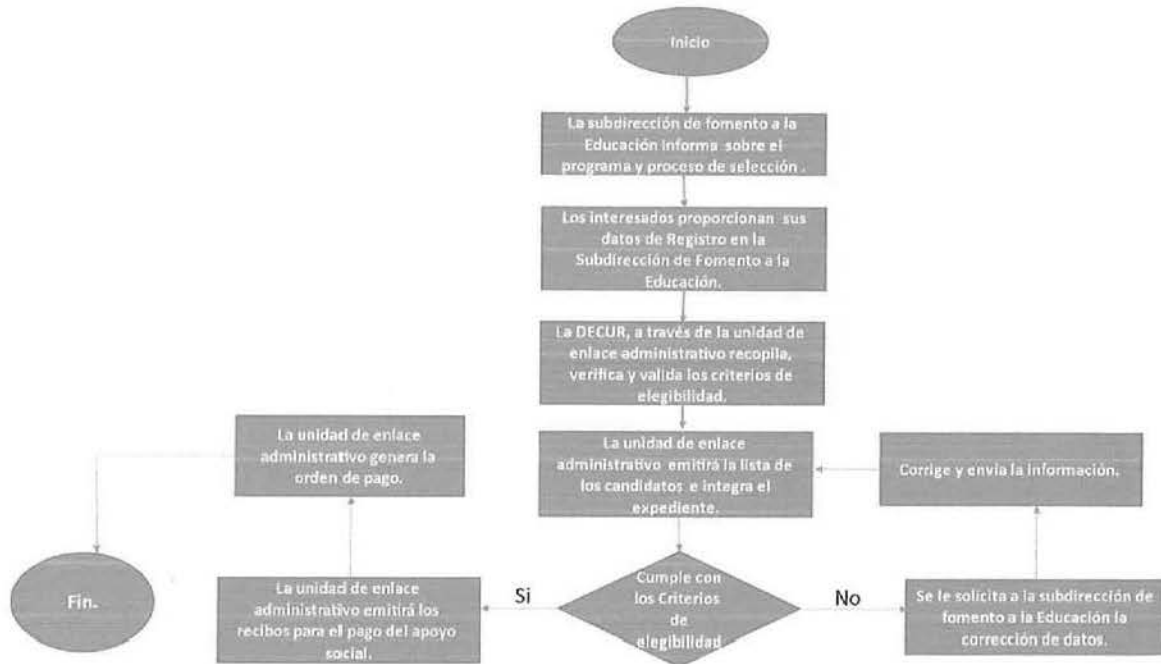 Inicio
La subdirección de fomento a la
Educación informa sobre el
programa y proceso de selección .
Los interesados proporcionan sus
datos de Registro en la
Subdirección de Fomento a la
Educación.
La DECUR, a través de la unidad de
enlace administrativo recopila,
verifica y valida los criterios de
elegibilidad.
La unidad de enlace
administrativo emitirá la lista de
los candidatos e integra el
expediente.
Corrige y envia la información.
La unidad de enlace
administrativo genera la
orden de pago.
Cumple con
los Criterios
de
elegibilidad
Si
No
Se le solicita a la subdirección de
fomento a la Educación la
corrección de datos.
La unidad de enlace
administrativo emitirá los
recibos para el pago del apoyo
social.
Fin.